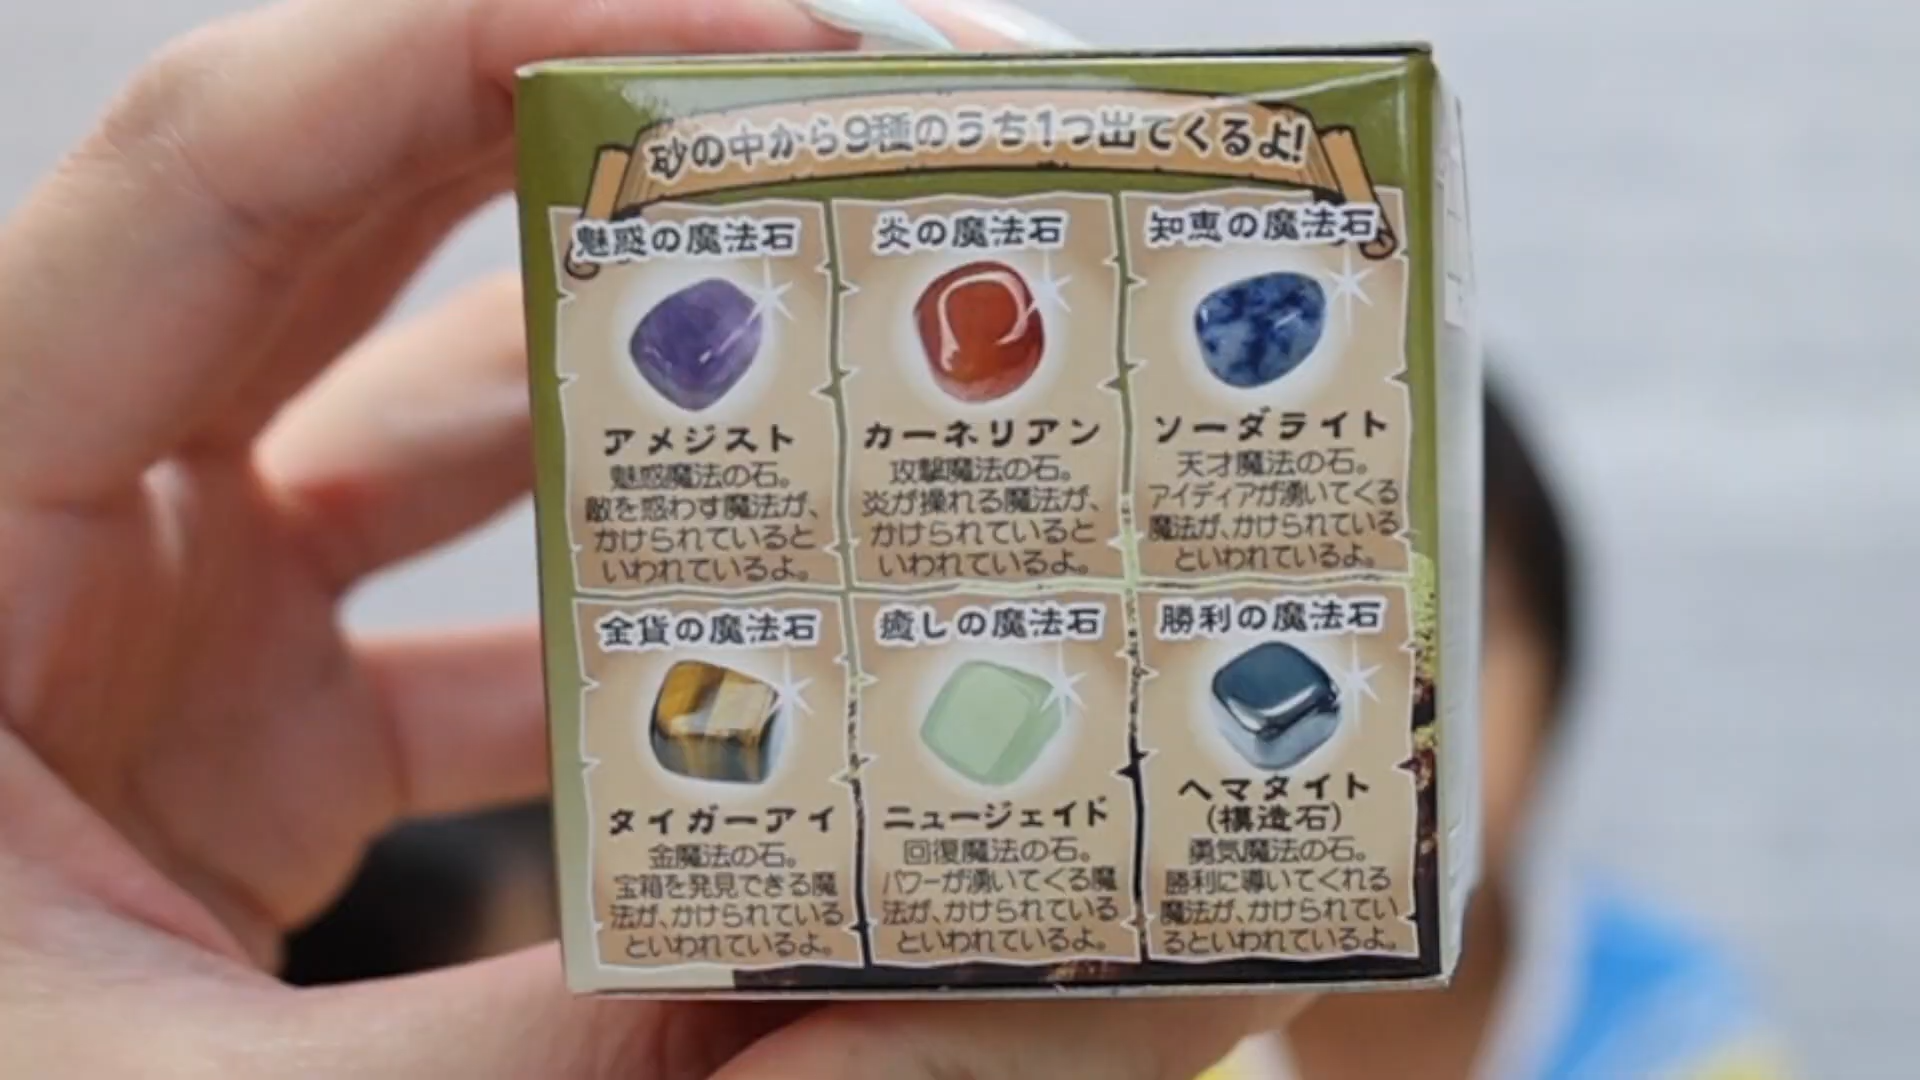 砂の中から9種のうち1つ出てくるよ!
魅惑の魔法石
アメジスト
魅惑魔法の石。
敵を惑わす魔法が、
かけられていると
いわれているよ。
炎の魔法石
カーネリアン
攻撃魔法の石。
炎が操れる魔法が、
かけられていると
いわれているよ。
知恵の魔法石
ソーダライト
天才魔法の石。
アイディアが湧いてくる
魔法が、かけられている
といわれているよ。
金貨の魔法石
タイガーアイ
金魔法の石。
宝箱を発見できる魔
法が、かけられている
といわれているよ。
癒しの魔法石
ニュージェイド
回復魔法の石。
パワーが湧いてくる魔
法が、かけられている
といわれているよ。
勝利の魔法石
ヘマタイト
(模造石)
勇気魔法の石。
勝利に導いてくれる
魔法が、かけられてい
るといわれているよ。